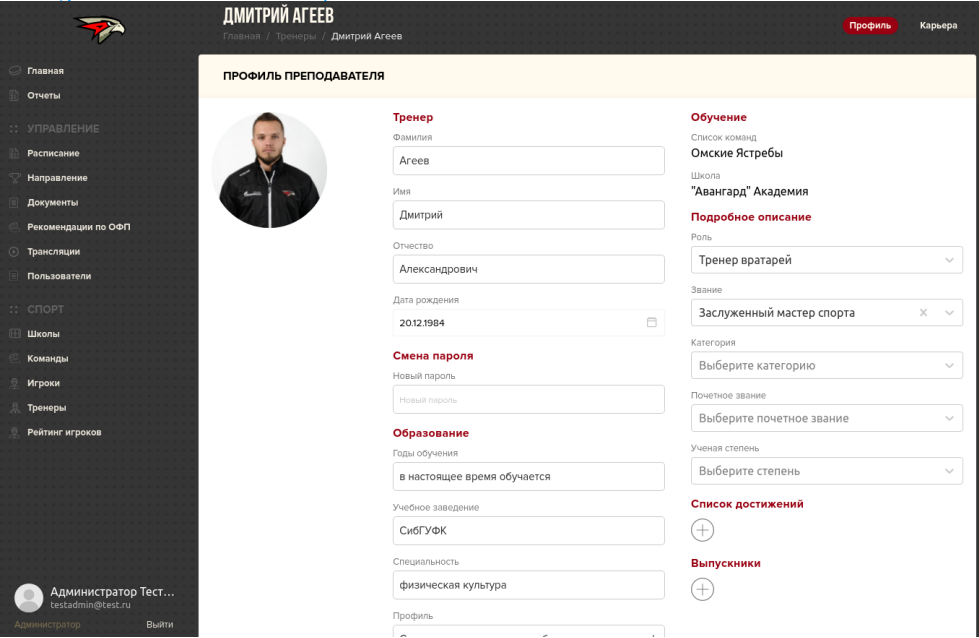 ДМИТРИЙ АГЕЕВ
Главная / Тренеры / Дмитрий Агеев
Профиль
Карьера
Главная
Отчеты
УПРАВЛЕНИЕ
Расписание
Направление
Документы
Рекомендации по ОФП
Трансляции
Пользователи
СПОРТ
Школы
Команды
Игроки
Тренеры
Рейтинг игроков
Администратор Тест...
testadmin@test.ru
Администратор
Выйти
ПРОФИЛЬ ПРЕПОДАВАТЕЛЯ
Тренер
Фамилия
Агеев
Имя
Дмитрий
Отчество
Александрович
Дата рождения
20.12.1984
Смена пароля
Новый пароль
Новый пароль
Образование
Годы обучения
в настоящее время обучается
Учебное заведение
СибГУФК
Специальность
физическая культура
Профиль
Обучение
Список команд
Омские Ястребы
Школа
"Авангард" Академия
Подробное описание
Роль
Тренер вратарей
Звание
Заслуженный мастер спорта
Категория
Выберите категорию
Почетное звание
Выберите почетное звание
Ученая степень
Выберите степень
Список достижений
Выпускники